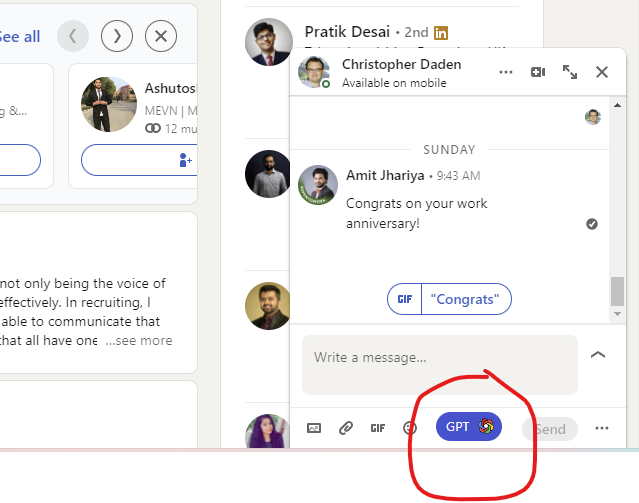 See all
Ashutos
MEVN | M
ng &...
12 mu
not only being the voice of
effectively. In recruiting, I
able to communicate that
that all have one ...see more
Pratik Desai • 2nd in
Christopher Daden
Available on mobile
SUNDAY
Amit Jhariya • 9:43 AM
Congrats on your work
anniversary!
GIF "Congrats"
Write a message...
GIF GPT Send